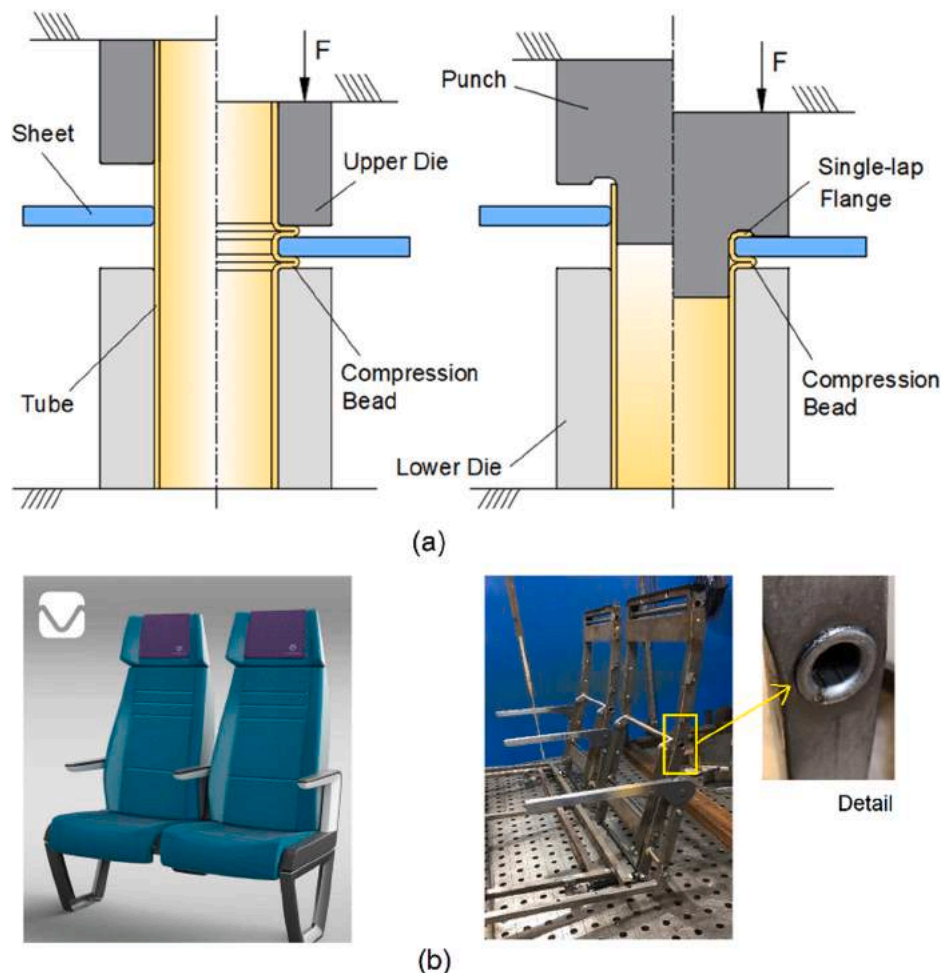 F
F
Punch
Sheet
Upper Die
Single-lap
Flange
Tube
Compression
Bead
Compression
Bead
Lower Die
(a)
Detail
(b)